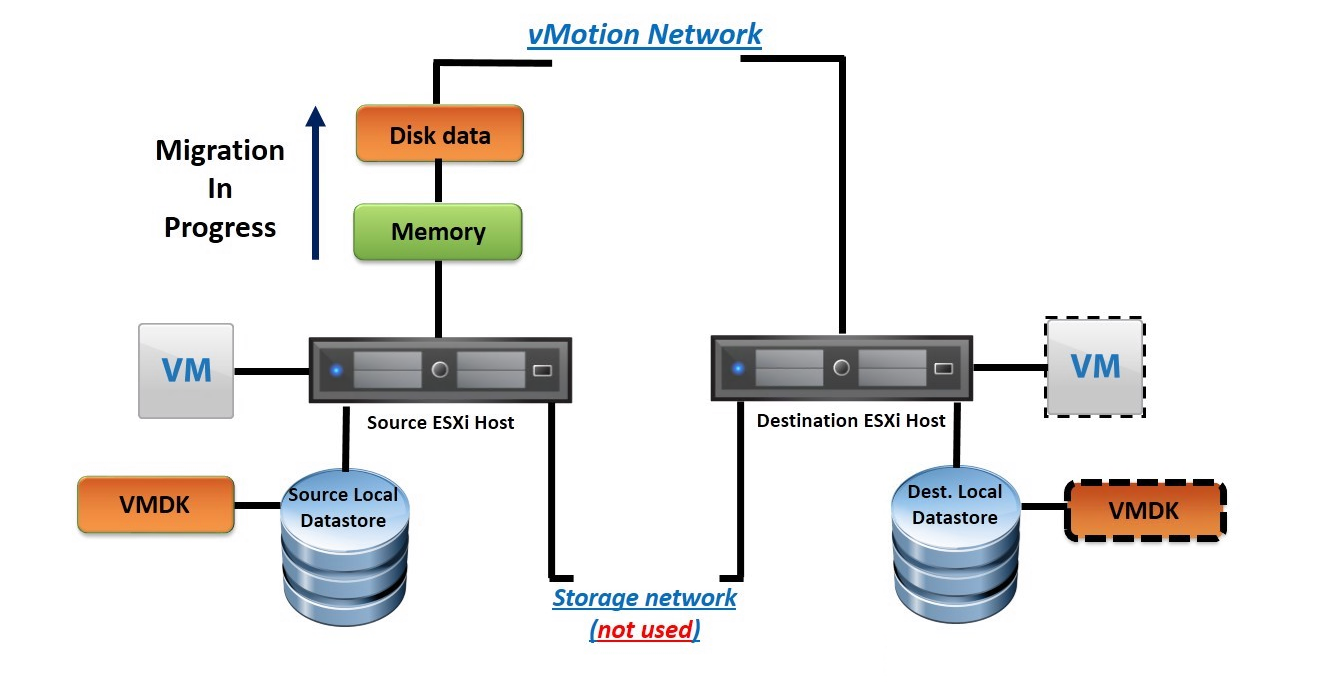 vMotion Network
Disk data
Migration
In
Progress
Memory
VM
VM
Source ESXi Host
Destination ESXi Host
VMDK
Source Local
Datastore
Dest. Local
Datastore
VMDK
Storage network
(not used)